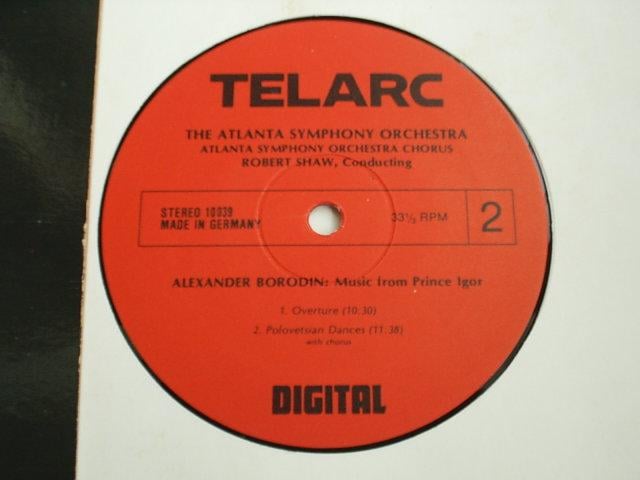 TELARC
THE ATLANTA SYMPHONY ORCHESTRA
ATLANTA SYMPHONY ORCHESTRA CHORUS
ROBERT SHAW, Conducting
STEREO 10039
MADE IN GERMANY
33⅓ RPM
2
ALEXANDER BORODIN: Music from Prince Igor
1. Overture (10:30)
2. Polovetsian Dances (11:38)
with chorus
DIGITAL